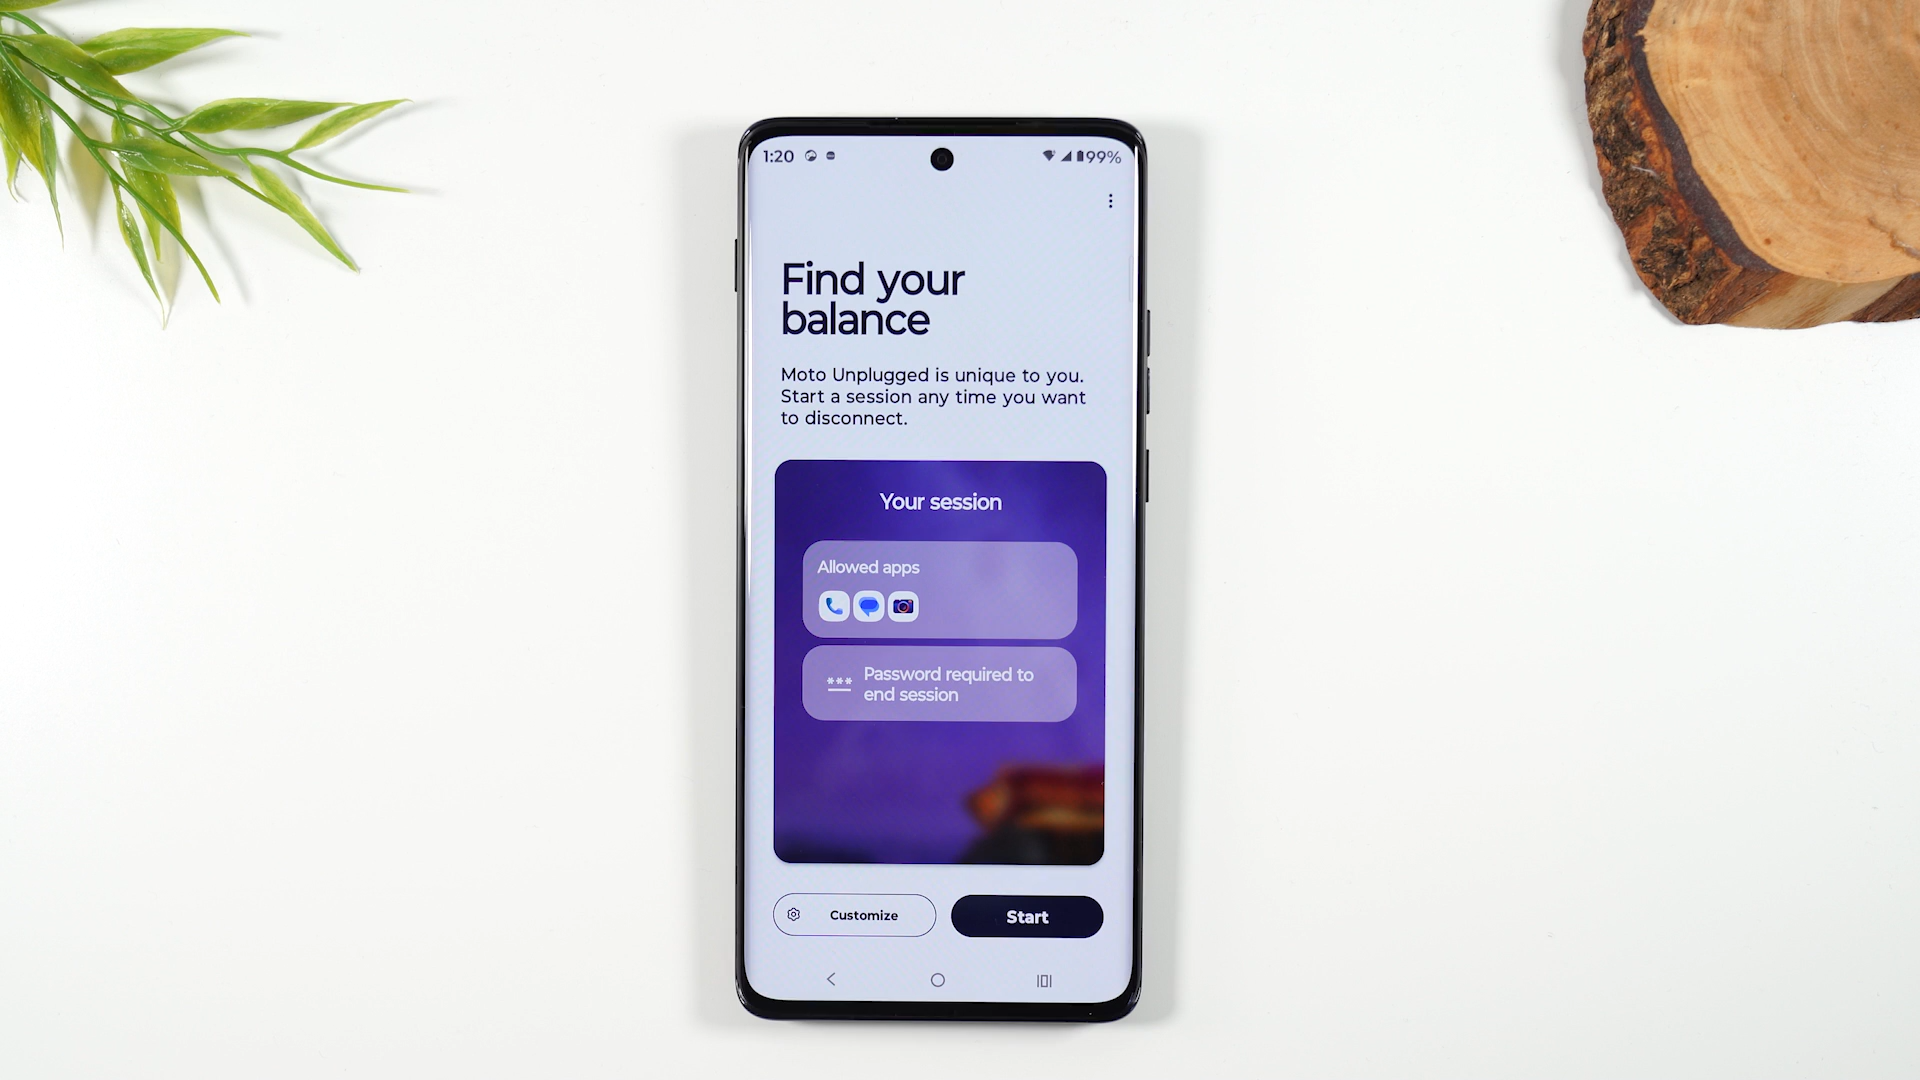 1:20
99%
Find your
balance
Moto Unplugged is unique to you.
Start a session any time you want
to disconnect.
Your session
Allowed apps
*** Password required to
end session
Customize
Start